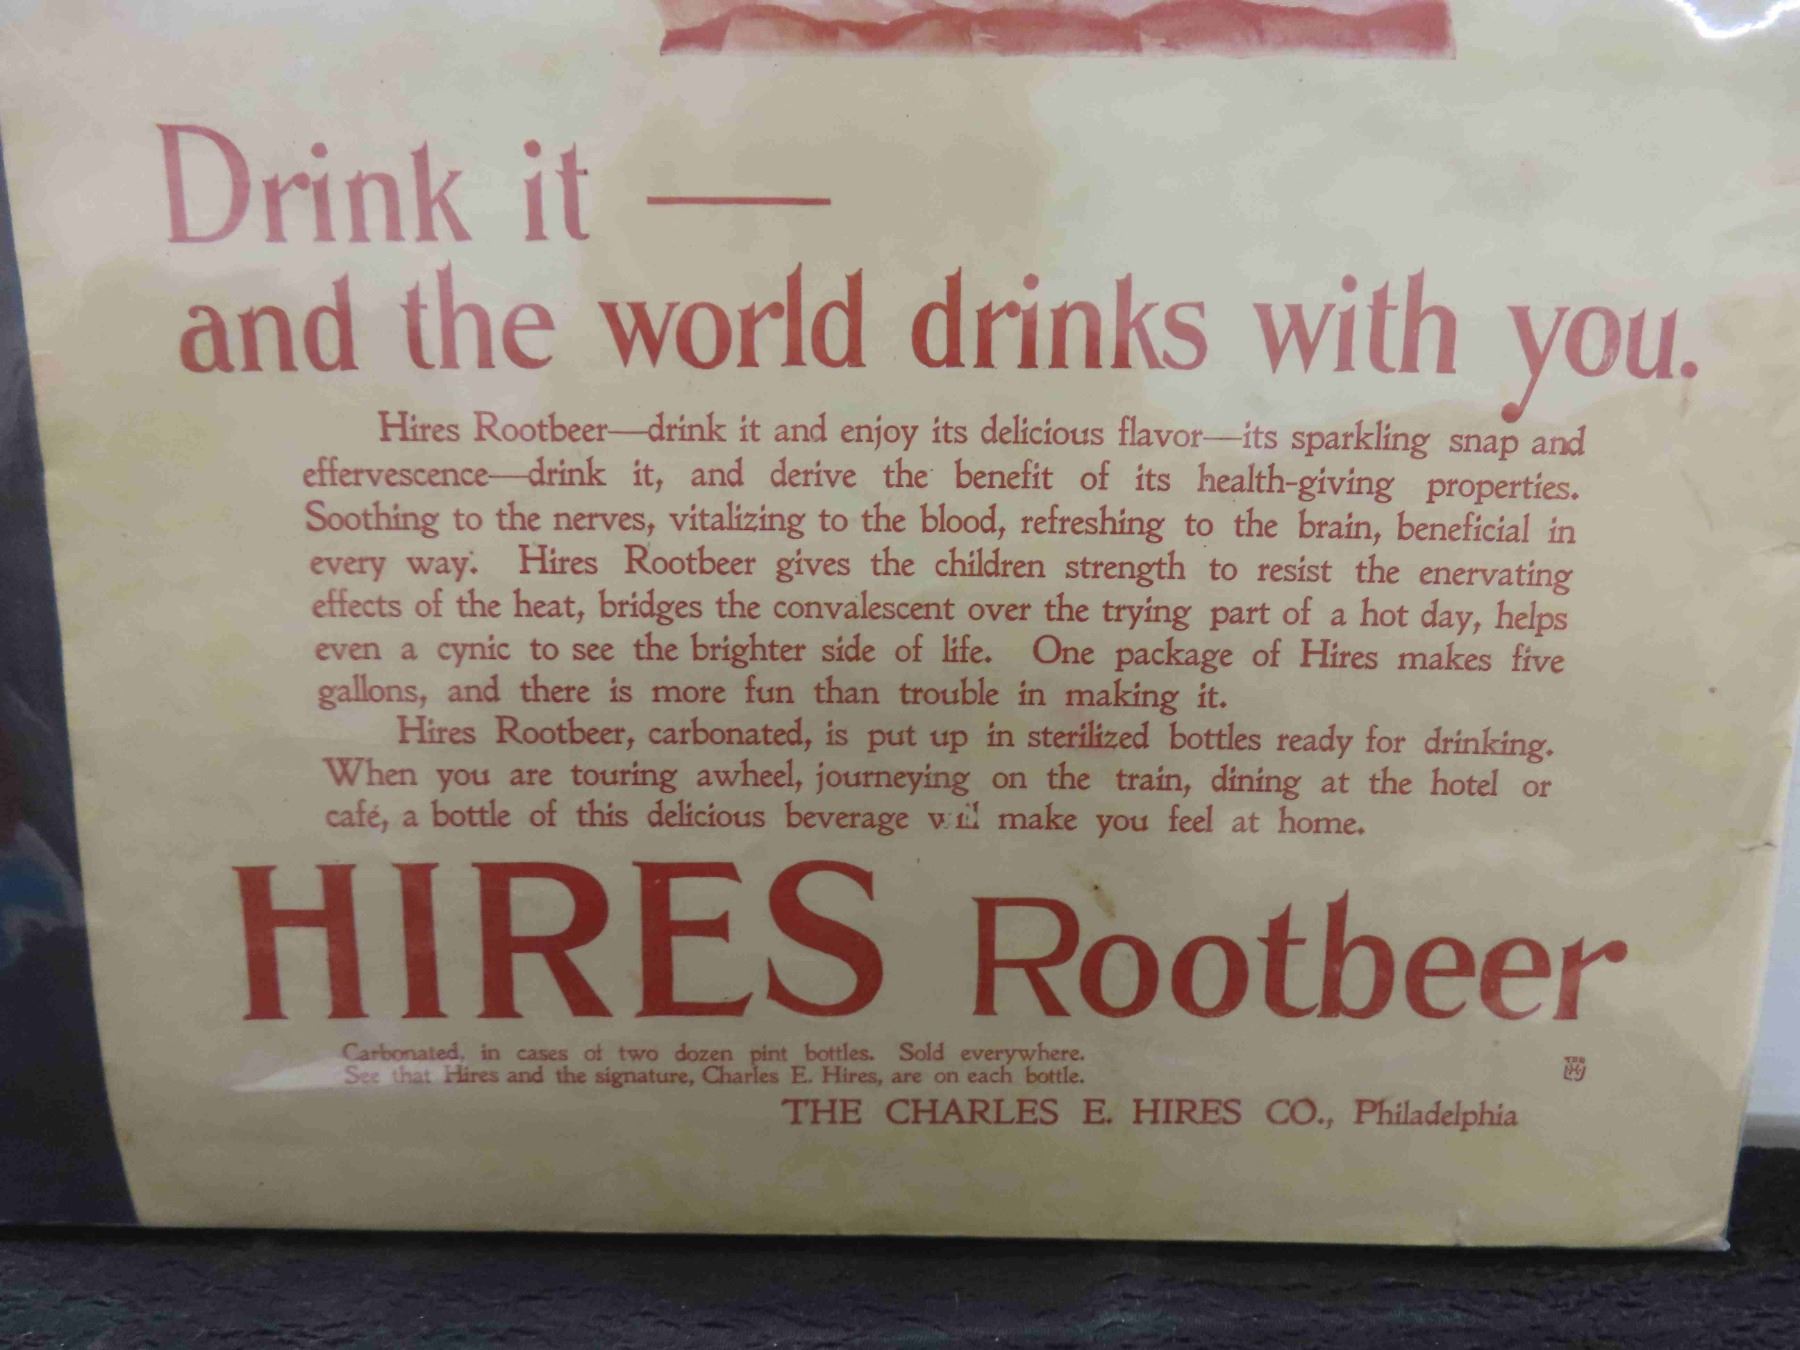 Drink it —
and the world drinks with you.
Hires Rootbeer—drink it and enjoy its delicious flavor—its sparkling snap and
effervescence—drink it, and derive the benefit of its health-giving properties.
Soothing to the nerves, vitalizing to the blood, refreshing to the brain, beneficial in
every way. Hires Rootbeer gives the children strength to resist the enervating
effects of the heat, bridges the convalescent over the trying part of a hot day, helps
even a cynic to see the brighter side of life. One package of Hires makes five
gallons, and there is more fun than trouble in making it.
Hires Rootbeer, carbonated, is put up in sterilized bottles ready for drinking.
When you are touring awheel, journeying on the train, dining at the hotel or
café, a bottle of this delicious beverage will make you feel at home.
HIRES Rootbeer
Carbonated, in cases of two dozen pint bottles. Sold everywhere.
See that Hires and the signature, Charles E. Hires, are on each bottle.
THE CHARLES E. HIRES CO., Philadelphia